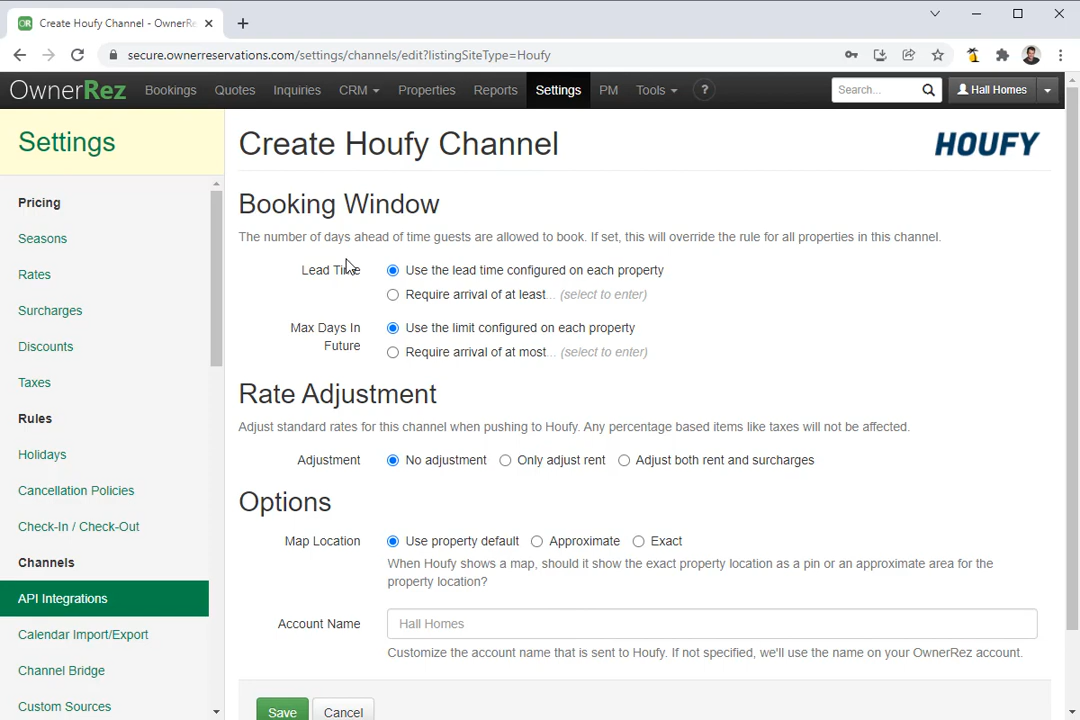 OR Create Houfy Channel - OwnerRe
secure.ownerreservations.com/settings/channels/edit?listingSiteType=Houfy
OwnerRez Bookings Quotes Inquiries CRM Properties Reports Settings PM Tools ? Search... Hall Homes
Settings
Pricing
Seasons
Rates
Surcharges
Discounts
Taxes
Rules
Holidays
Cancellation Policies
Check-In / Check-Out
Channels
API Integrations
Calendar Import/Export
Channel Bridge
Custom Sources
Create Houfy Channel
HOUFY
Booking Window
The number of days ahead of time guests are allowed to book. If set, this will override the rule for all properties in this channel.
Lead Time Use the lead time configured on each property
Require arrival of at least... (select to enter)
Max Days In Future Use the limit configured on each property
Require arrival of at most... (select to enter)
Rate Adjustment
Adjust standard rates for this channel when pushing to Houfy. Any percentage based items like taxes will not be affected.
Adjustment No adjustment Only adjust rent Adjust both rent and surcharges
Options
Map Location Use property default Approximate Exact
When Houfy shows a map, should it show the exact property location as a pin or an approximate area for the
property location?
Account Name Hall Homes
Customize the account name that is sent to Houfy. If not specified, we'll use the name on your OwnerRez account.
Save Cancel